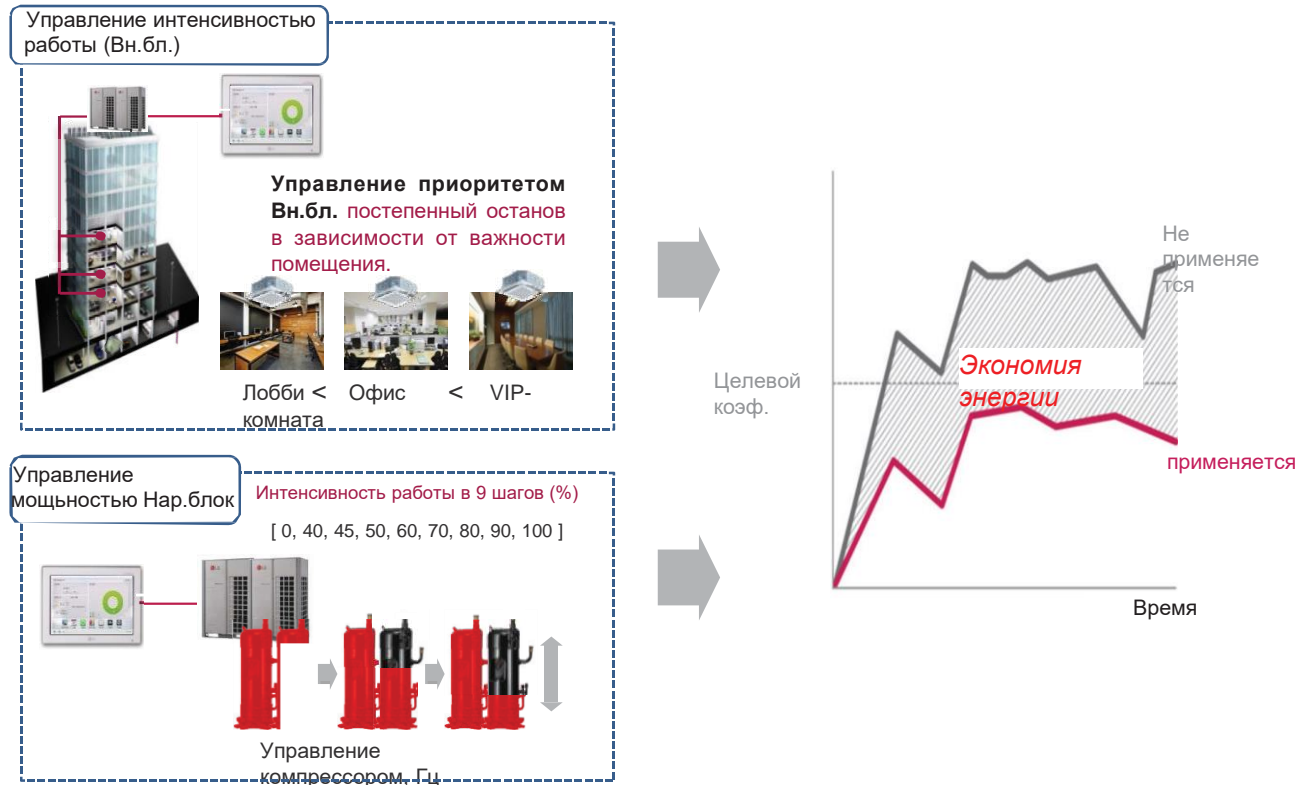 Управление интенсивностью
работы (Вн.бл.)
Управление приоритетом
Вн.бл. постепенный останов
в зависимости от важности
помещения.
Лобби < Офис < VIP-
комната
Управление
мощьностью Нар.блок
Интенсивность работы в 9 шагов (%)
[ 0, 40, 45, 50, 60, 70, 80, 90, 100 ]
LG
Управление
компрессором, Гц
Не
применяе
тся
Целевой
коэф.
Экономия
энергии
применяется
Время